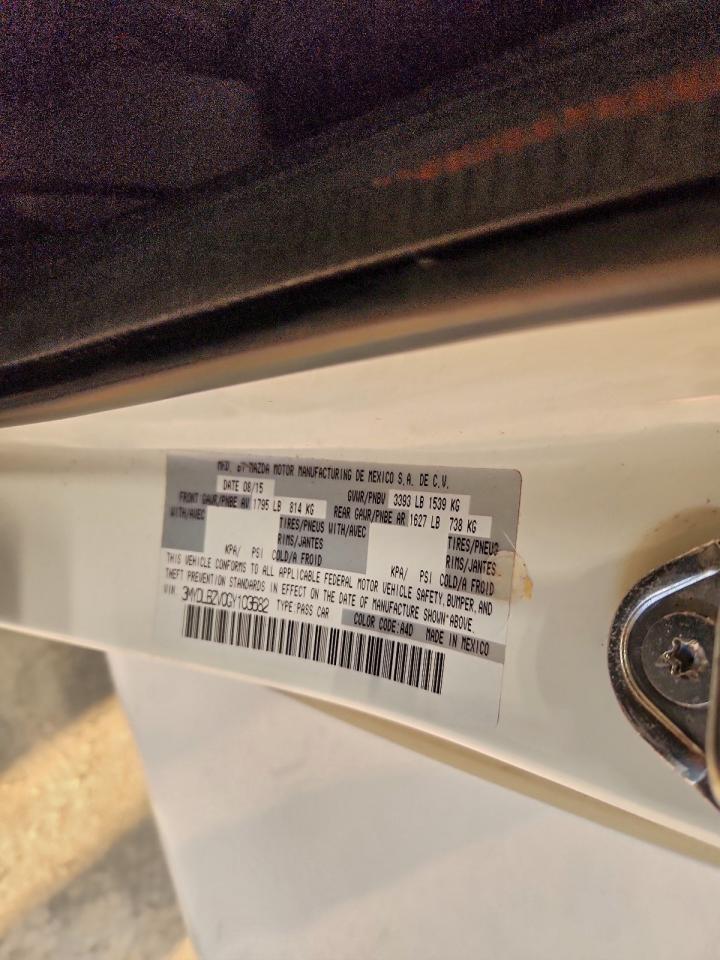 MFD. BY MAZDA MOTOR MANUFACTURING DE MEXICO S.A. DE C.V.
DATE 08/15 GVWR/PNBV 3393 LB 1539 KG
FRONT GAWR/PNBE AV 1795 LB 814 KG REAR GAWR/PNBE AR 1627 LB 738 KG
WITH/AVEC TIRES/PNEUS WITH/AVEC TIRES/PNEUS
RIMS/JANTES RIMS/JANTES
KPA/ PSI COLD/A FROID KPA/ PSI COLD/A FROID
THIS VEHICLE CONFORMS TO ALL APPLICABLE FEDERAL MOTOR VEHICLE SAFETY, BUMPER, AND
THEFT PREVENTION STANDARDS IN EFFECT ON THE DATE OF MANUFACTURE SHOWN ABOVE
VIN: 3MYDLBZV0GY103682 TYPE: PASS CAR
COLOR CODE: A4D MADE IN MEXICO